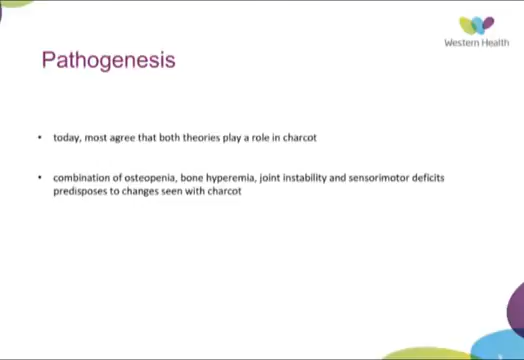 Western Health
Pathogenesis
• today, most agree that both theories play a role in charcot
• combination of osteopenia, bone hyperemia, joint instability and sensorimotor deficits
predisposes to changes seen with charcot